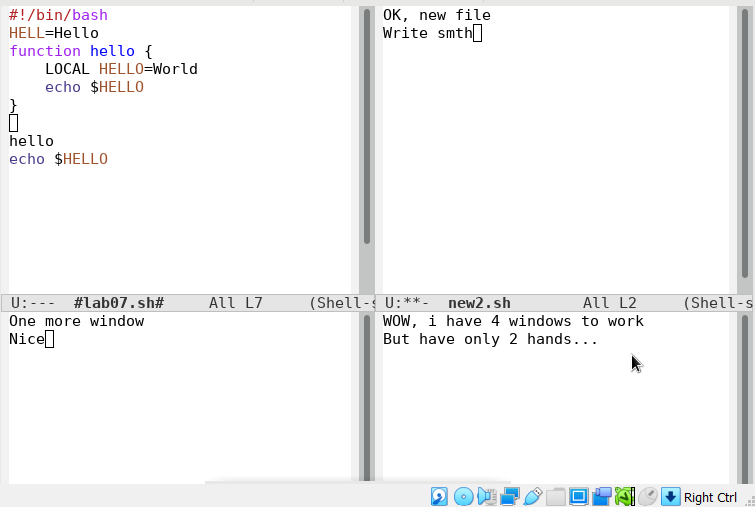 #!/bin/bash
HELL=Hello
function hello {
    LOCAL HELLO=World
    echo $HELLO
}
hello
echo $HELLO
U:---  #lab07.sh#     All L7     (Shell-s
OK, new file
Write smth
U:**-  new2.sh        All L2     (Shell-s
One more window
Nice
WOW, i have 4 windows to work
But have only 2 hands...
Right Ctrl